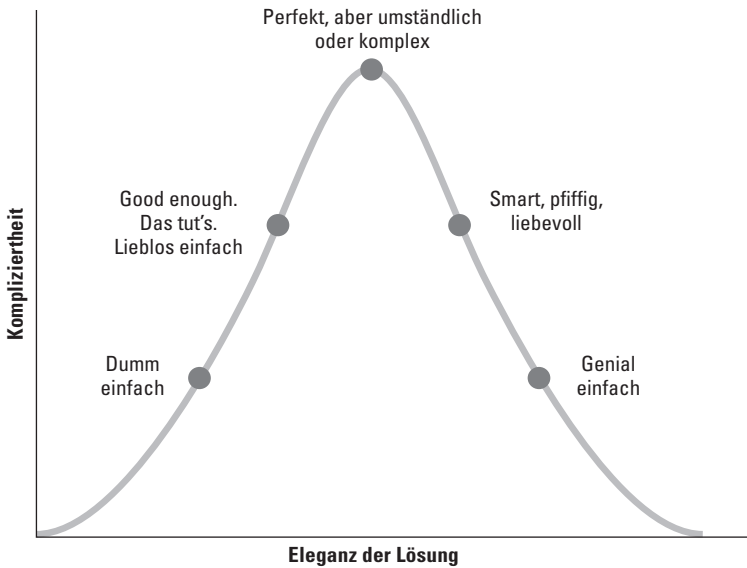 Perfekt, aber umständlich
oder komplex
Good enough.
Das tut's.
Lieblos einfach
Smart, pfiffig,
liebevoll
Dumm
einfach
Genial
einfach
Kompliziertheit
Eleganz der Lösung